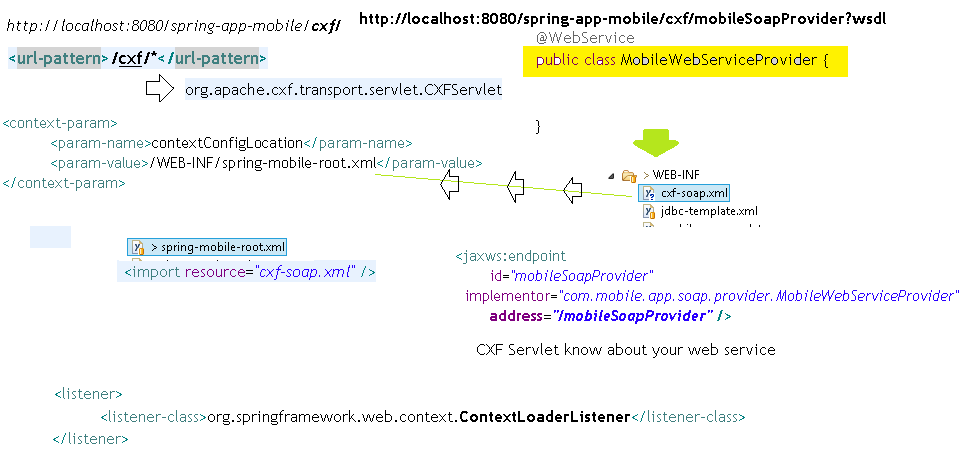 http://localhost:8080/spring-app-mobile/cxf/
http://localhost:8080/spring-app-mobile/cxf/mobileSoapProvider?wsdl
@WebService
<url-pattern>/cxf/*</url-pattern>
public class MobileWebServiceProvider {
org.apache.cxf.transport.servlet.CXFServlet
}
<context-param>
<param-name>contextConfigLocation</param-name>
<param-value>/WEB-INF/spring-mobile-root.xml</param-value>
</context-param>
> WEB-INF
cxf-soap.xml
jdbc-template.xml
> spring-mobile-root.xml
<import resource="cxf-soap.xml" />
<jaxws:endpoint
id="mobileSoapProvider"
implementor="com.mobile.app.soap.provider.MobileWebServiceProvider"
address="/mobileSoapProvider" />
CXF Servlet know about your web service
<listener>
<listener-class>org.springframework.web.context.ContextLoaderListener</listener-class>
</listener>